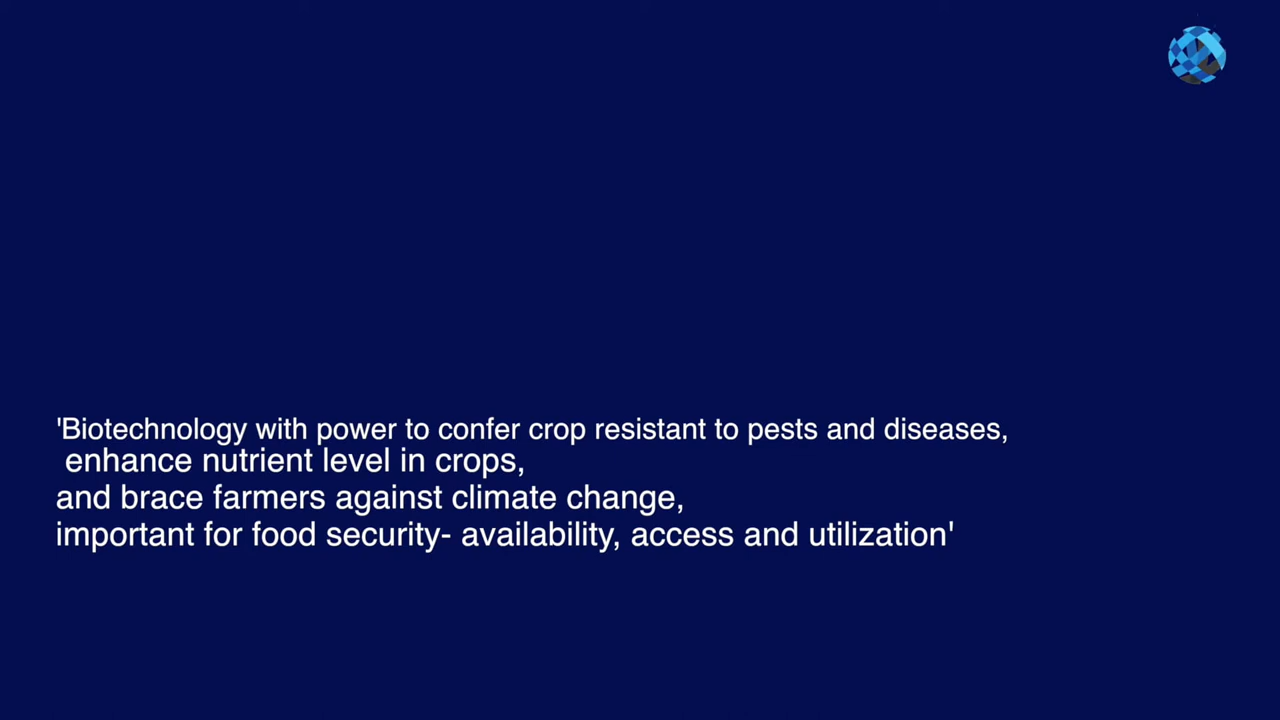 'Biotechnology with power to confer crop resistant to pests and diseases,
enhance nutrient level in crops,
and brace farmers against climate change,
important for food security- availability, access and utilization'